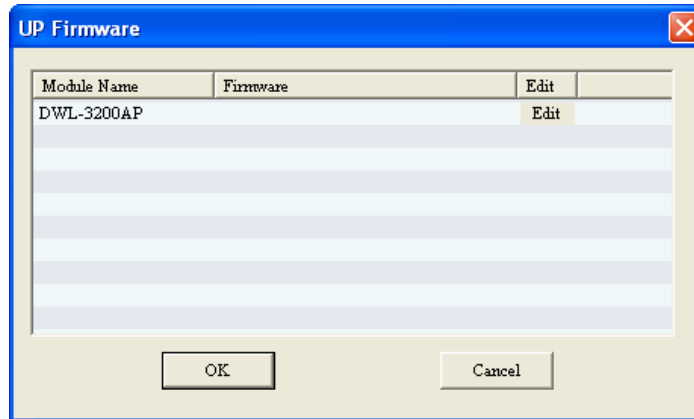 UP Firmware
Module Name Firmware Edit
DWL-3200AP Edit
OK Cancel